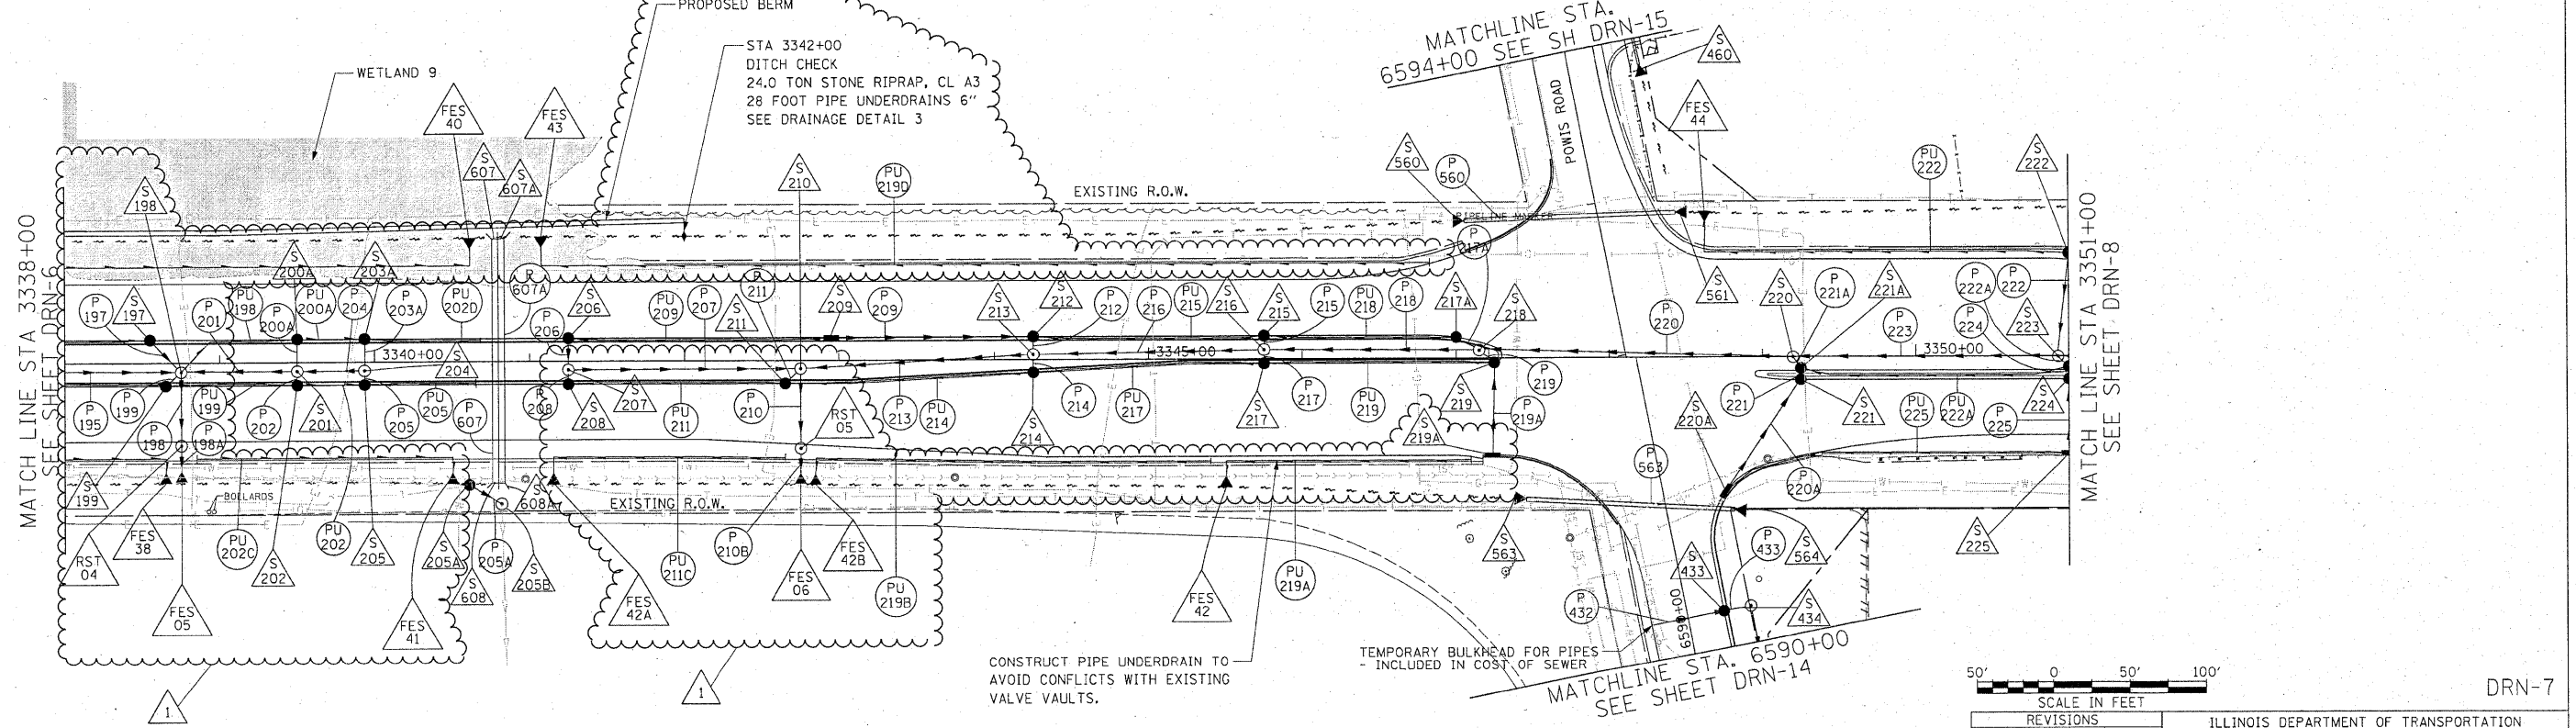 PROPOSED BERM
STA 3342+00
DITCH CHECK
24.0 TON STONE RIPRAP, CL A3
28 FOOT PIPE UNDERDRAINS 6"
SEE DRAINAGE DETAIL 3
WETLAND 9
MATCHLINE STA.
6594+00 SEE SH DRN-15
POWIS ROAD
S 460
FES 44
FES 40
FES 43
S 607
S 607A
S 198
S 210
PU 219D
EXISTING R.O.W.
S 560
P 560
PIPELINE MARKER
PU 222
S 222
MATCH LINE STA 3338+00
SEE SHEET DRN-6
MATCH LINE STA 3351+00
SEE SHEET DRN-8
P 197
S 197
P 201
PU 198
S 200A
P 200A
PU 200A
P 204
S 203A
P 203A
PU 202D
P 607A
P 206
S 206
PU 209
P 207
P 211
S 211
S 209
P 209
S 213
S 212
P 212
P 216
PU 215
S 216
S 215
P 215
PU 218
P 218
P 217A
S 217A
S 218
P 220
S 561
S 220
P 221A
S 221A
P 223
P 222A
P 224
P 222
S 223
3340+00
3345+00
3350+00
P 195
P 199
PU 199
P 198
P 198A
P 202
S 201
P 205
PU 205
S 204
P 607
P 208
S 208
S 207
PU 211
P 210
RST 05
P 213
PU 214
S 214
P 214
PU 217
S 217
P 217
PU 219
S 219
P 219
P 219A
S 219A
S 220A
P 221
S 221
PU 225
PU 222A
P 225
S 224
S 199
RST 04
FES 38
BOLLARDS
FES 05
PU 202C
S 202
PU 202
S 205
S 205A
FES 41
S 608
P 205A
S 608A
S 205B
EXISTING R.O.W.
FES 42A
PU 211C
P 210B
FES 06
FES 42B
PU 219B
FES 42
PU 219A
S 563
P 563
P 220A
S 433
P 433
S 564
S 225
P 432
6590+00
S 434
1
1
CONSTRUCT PIPE UNDERDRAIN TO
AVOID CONFLICTS WITH EXISTING
VALVE VAULTS.
TEMPORARY BULKHEAD FOR PIPES
- INCLUDED IN COST OF SEWER
MATCHLINE STA. 6590+00
SEE SHEET DRN-14
50' 0 50' 100'
SCALE IN FEET
DRN-7
REVISIONS
ILLINOIS DEPARTMENT OF TRANSPORTATION